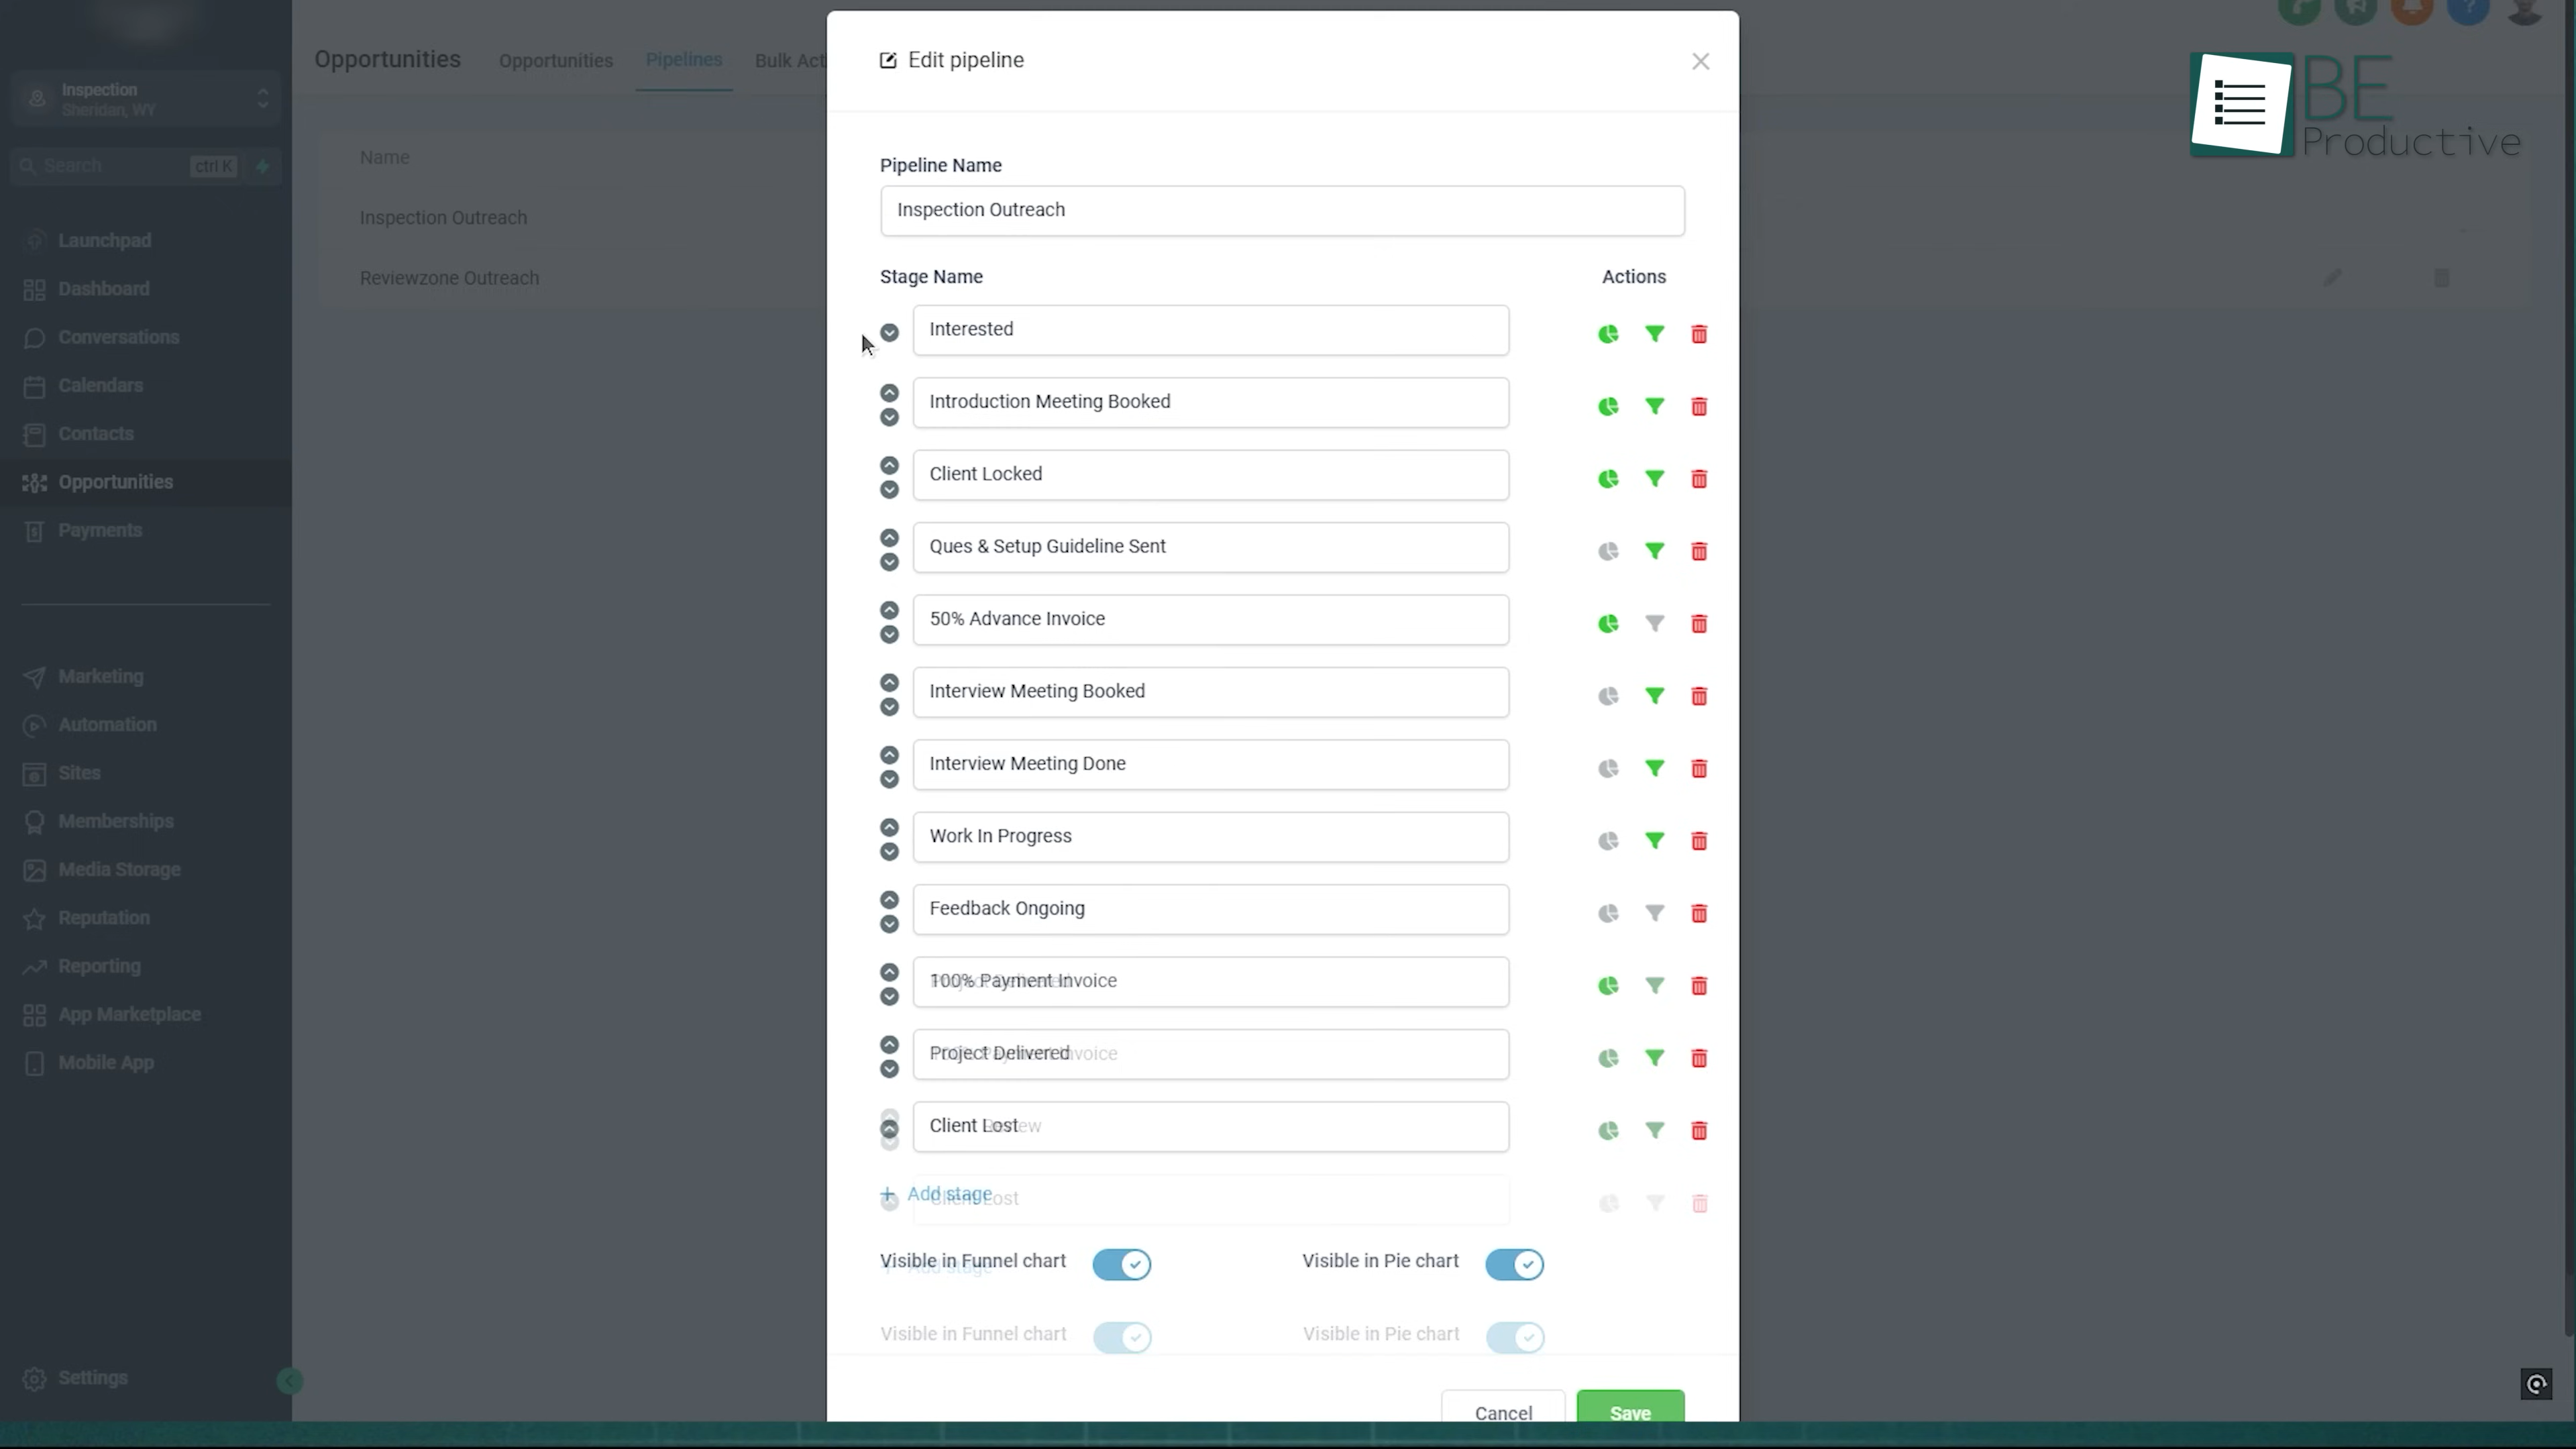 Opportunities
Opportunities
Pipelines
Bulk Act
Edit pipeline
BE
Productive
Inspection
Sheridan, WY
Search
ctrl K
Launchpad
Dashboard
Conversations
Calendars
Contacts
Opportunities
Payments
Marketing
Automation
Sites
Memberships
Media Storage
Reputation
Reporting
App Marketplace
Mobile App
Settings
Name
Inspection Outreach
Reviewzone Outreach
Pipeline Name
Inspection Outreach
Stage Name
Actions
Interested
Introduction Meeting Booked
Client Locked
Ques & Setup Guideline Sent
50% Advance Invoice
Interview Meeting Booked
Interview Meeting Done
Work In Progress
Feedback Ongoing
100% Payment Invoice
Project Delivered
Client Lost
+ Add stage
Client Lost
Visible in Funnel chart
Visible in Pie chart
+ Add stage
Visible in Funnel chart
Visible in Pie chart
Cancel
Save